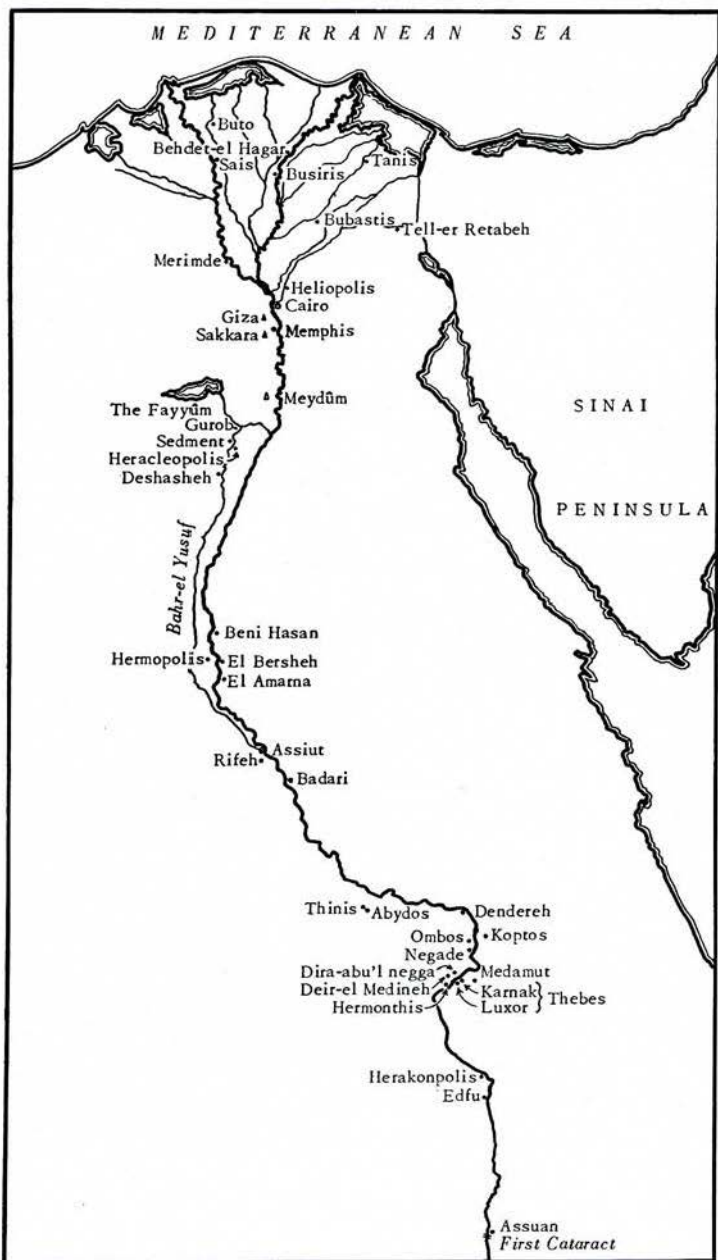 MEDITERRANEAN SEA
Buto
Behdet-el Hagar
Sais
Tanis
Busiris
Bubastis
Tell-er Retabeh
Merimde
Heliopolis
Cairo
Giza
Sakkara
Memphis
Meydûm
The Fayyûm
Gurob
Sedment
Heracleopolis
Deshasheh
SINAI
PENINSULA
Bahr-el Yusuf
Beni Hasan
Hermopolis
El Bersheh
El Amarna
Assiut
Rifeh
Badari
Thinis
Abydos
Dendereh
Ombos
Koptos
Negade
Dira-abu'l negga
Medamut
Deir-el Medineh
Karnak
Thebes
Hermonthis
Luxor
Herakonpolis
Edfu
Assuan
First Cataract